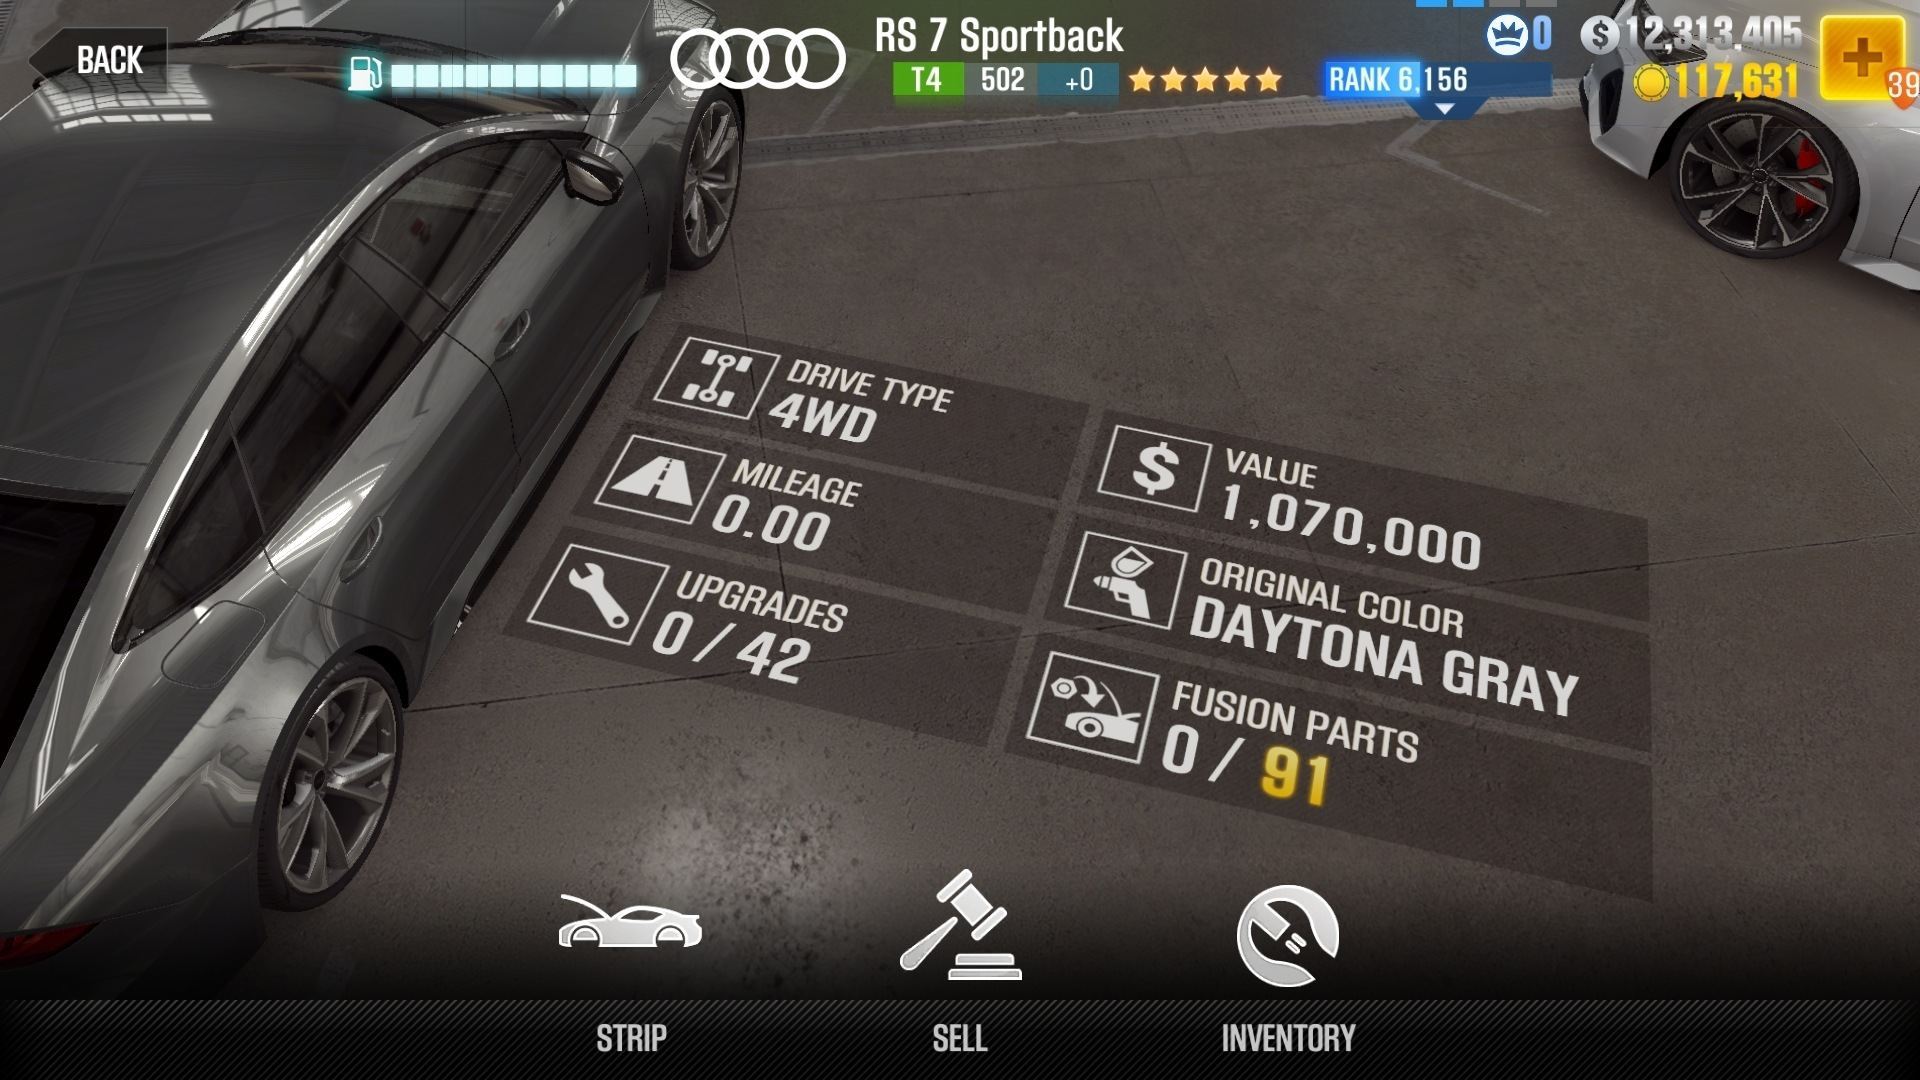 BACK
RS 7 Sportback
T4 502 +0
RANK 6,156
0
$ 12,313,405
117,631
+
39
DRIVE TYPE
4WD
MILEAGE
0.00
UPGRADES
0 / 42
$
VALUE
1,070,000
ORIGINAL COLOR
DAYTONA GRAY
FUSION PARTS
0 / 91
STRIP
SELL
INVENTORY